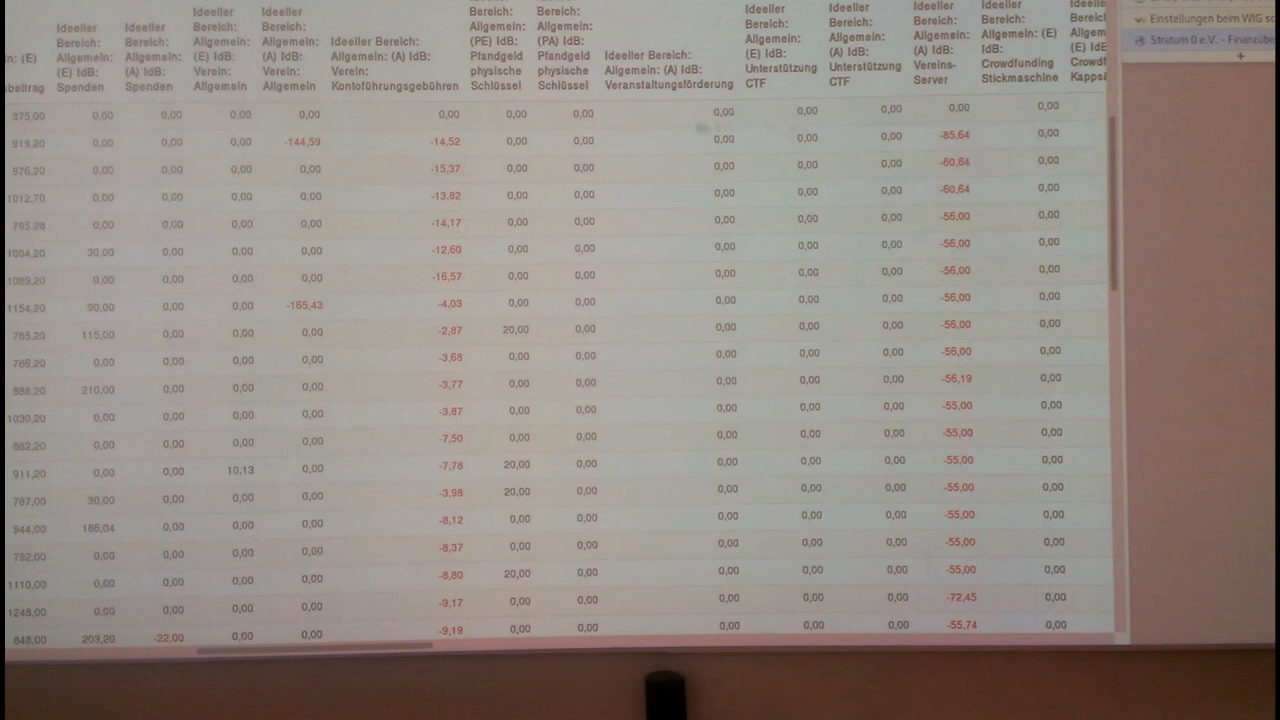 Ideeller Bereich: Allgemein: (E) IdB: Spenden
Ideeller Bereich: Allgemein: (A) IdB: Spenden
Ideeller Bereich: Allgemein: (E) IdB: Verein: Allgemein
Ideeller Bereich: Allgemein: (A) IdB: Verein: Allgemein
Ideeller Bereich: Allgemein: (A) IdB: Verein: Kontoführungsgebühren
Bereich: Allgemein: (PE) IdB: Pfandgeld physische Schlüssel
Bereich: Allgemein: (PA) IdB: Pfandgeld physische Schlüssel
Ideeller Bereich: Allgemein: (A) IdB: Veranstaltungsförderung
Ideeller Bereich: Allgemein: (E) IdB: Unterstützung CTF
Ideeller Bereich: Allgemein: (A) IdB: Unterstützung CTF
Ideeller Bereich: Allgemein: (A) IdB: Vereins-Server
Ideeller Bereich: Allgemein: (E) IdB: Crowdfunding Stickmaschine
375,00 0,00 0,00 0,00 0,00 0,00 0,00 0,00 0,00 0,00 0,00 0,00 0,00
919,20 0,00 0,00 0,00 -144,59 -14,52 0,00 0,00 0,00 0,00 0,00 -85,64 0,00
976,20 0,00 0,00 0,00 0,00 -15,37 0,00 0,00 0,00 0,00 0,00 -60,64 0,00
1012,70 0,00 0,00 0,00 0,00 -13,82 0,00 0,00 0,00 0,00 0,00 -60,64 0,00
795,28 0,00 0,00 0,00 0,00 -14,17 0,00 0,00 0,00 0,00 0,00 -56,00 0,00
1004,20 30,00 0,00 0,00 0,00 -12,60 0,00 0,00 0,00 0,00 0,00 -56,00 0,00
1089,20 0,00 0,00 0,00 0,00 -16,57 0,00 0,00 0,00 0,00 0,00 -56,00 0,00
1154,20 90,00 0,00 0,00 -165,43 -4,03 0,00 0,00 0,00 0,00 0,00 -56,00 0,00
765,20 115,00 0,00 0,00 0,00 -2,87 20,00 0,00 0,00 0,00 0,00 -56,00 0,00
786,20 0,00 0,00 0,00 0,00 -3,68 0,00 0,00 0,00 0,00 0,00 -56,00 0,00
888,20 210,00 0,00 0,00 0,00 -3,77 0,00 0,00 0,00 0,00 0,00 -56,19 0,00
1030,20 0,00 0,00 0,00 0,00 -3,87 0,00 0,00 0,00 0,00 0,00 -55,00 0,00
882,20 0,00 0,00 0,00 0,00 -7,50 0,00 0,00 0,00 0,00 0,00 -55,00 0,00
911,20 0,00 0,00 10,13 0,00 -7,78 20,00 0,00 0,00 0,00 0,00 -55,00 0,00
787,00 30,00 0,00 0,00 0,00 -3,98 20,00 0,00 0,00 0,00 0,00 -55,00 0,00
944,00 186,04 0,00 0,00 0,00 -8,12 0,00 0,00 0,00 0,00 0,00 -55,00 0,00
792,00 0,00 0,00 0,00 0,00 -8,37 0,00 0,00 0,00 0,00 0,00 -55,00 0,00
1110,00 0,00 0,00 0,00 0,00 -8,80 20,00 0,00 0,00 0,00 0,00 -55,00 0,00
1248,00 0,00 0,00 0,00 0,00 -9,17 0,00 0,00 0,00 0,00 0,00 -72,45 0,00
848,00 203,20 -22,00 0,00 0,00 -9,19 0,00 0,00 0,00 0,00 0,00 -55,74 0,00
Einstellungen beim WIG
Stratum 0 e.V. - Finanzübe
+